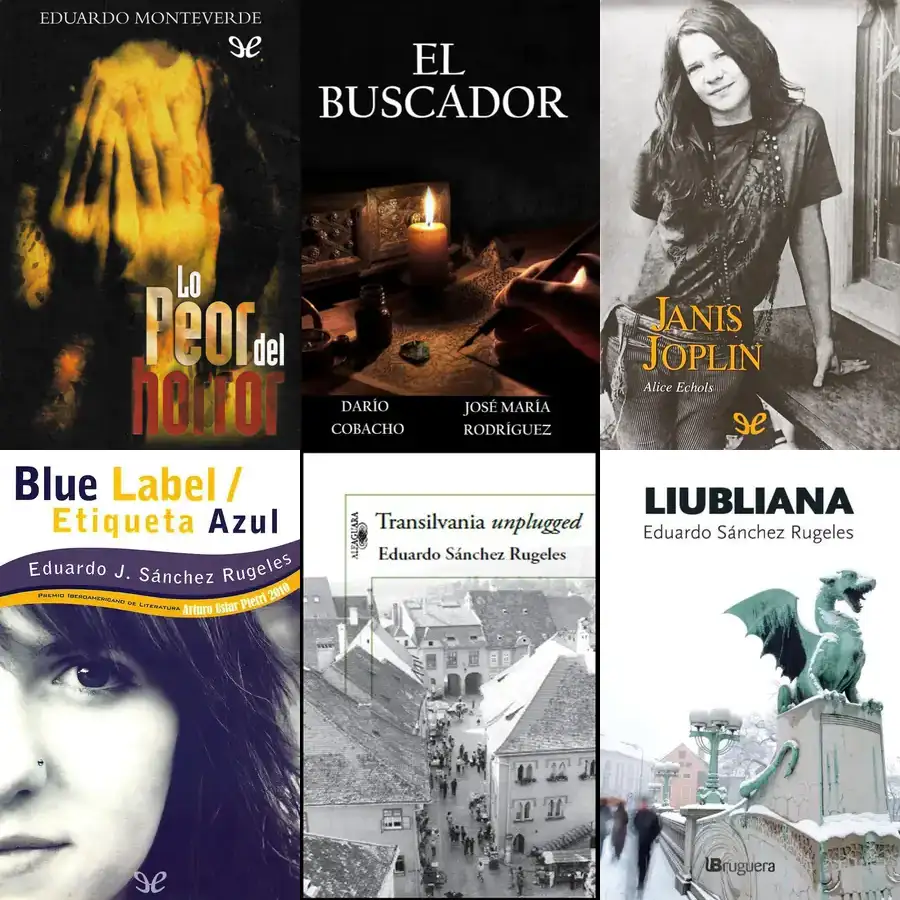 EDUARDO MONTEVERDE
Lo
Peor del
horror
EL
BUSCADOR
DARÍO
COBACHO
JOSÉ MARÍA
RODRÍGUEZ
JANIS
JOPLIN
Alice Echols
Blue Label /
Etiqueta Azul
Eduardo J. Sánchez Rugeles
PREMIO IBEROAMERICANO DE LITERATURA Arturo Uslar Pietri 2010
ALFAGUARA
Transilvania unplugged
Eduardo Sánchez Rugeles
LIUBLIANA
Eduardo Sánchez Rugeles
Bruguera